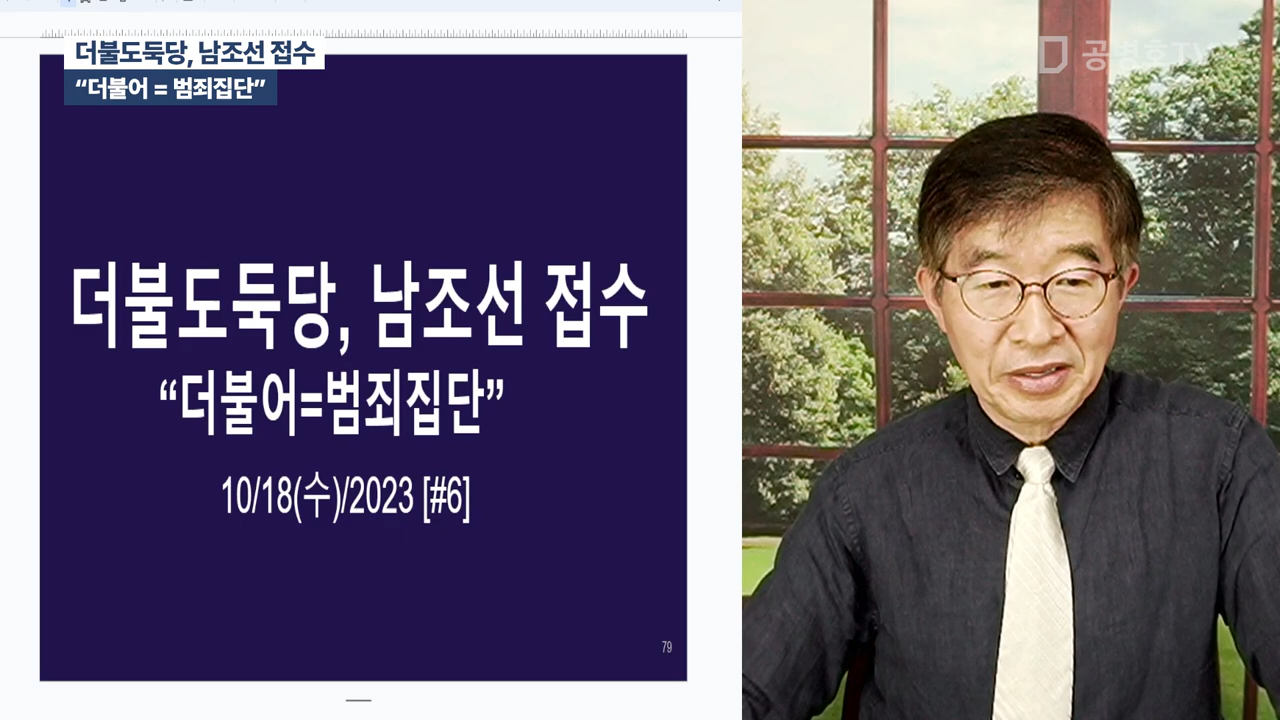 더불도둑당, 남조선 접수
“더불어 = 범죄집단”
공병호TV
더불도둑당, 남조선 접수
“더불어=범죄집단”
10/18(수)/2023 [#6]
79